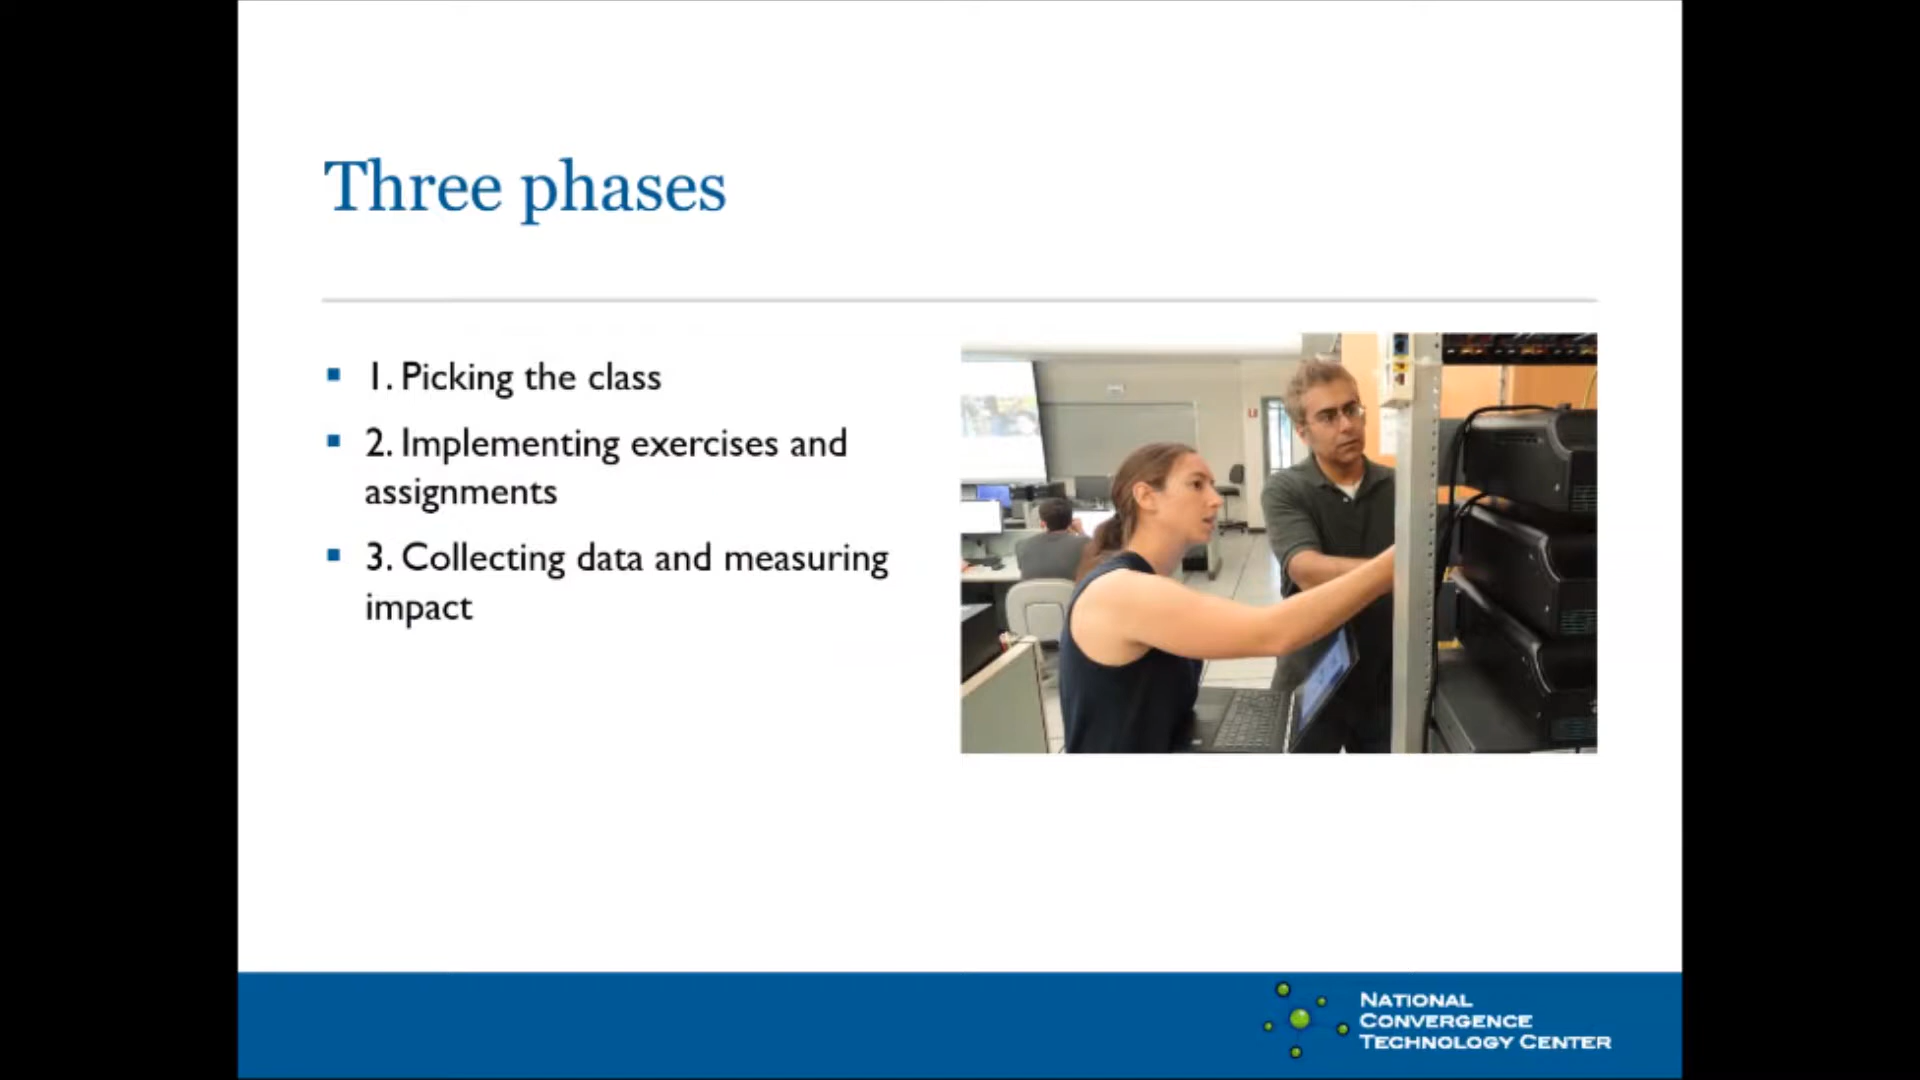 Three phases
1. Picking the class
2. Implementing exercises and
assignments
3. Collecting data and measuring
impact
NATIONAL
CONVERGENCE
TECHNOLOGY CENTER